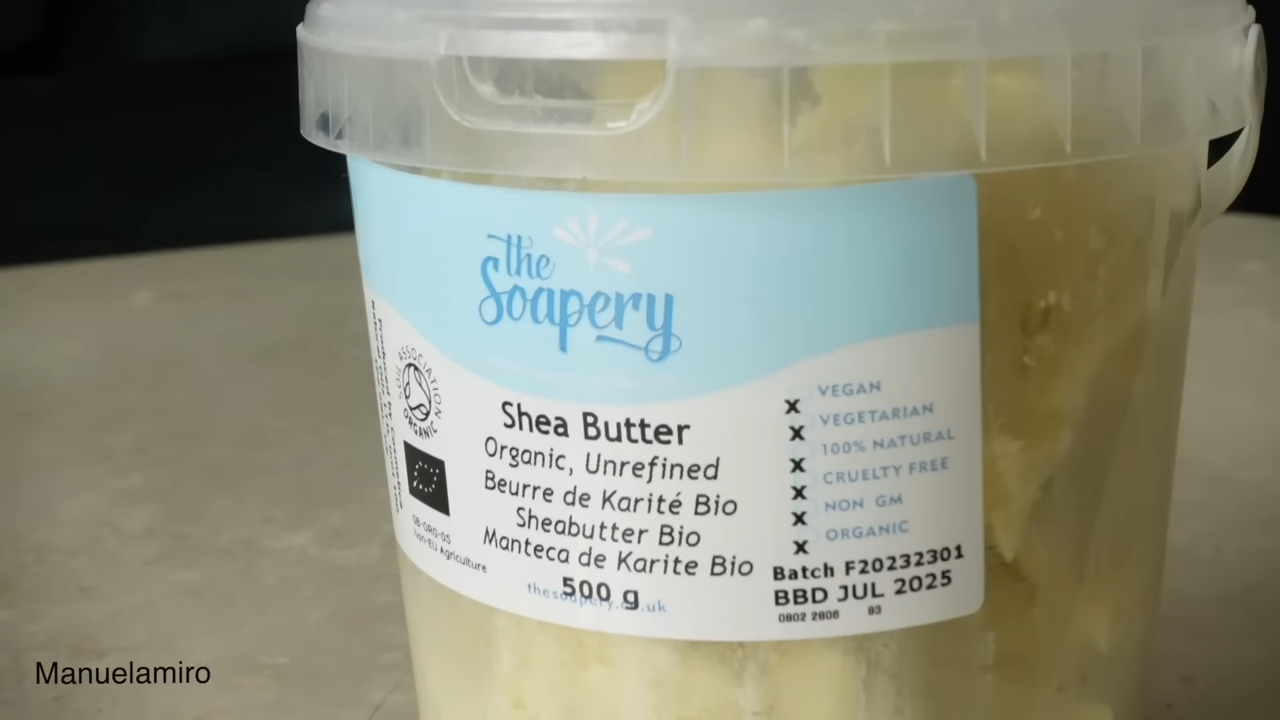 the
Soapery
SOIL ASSOCIATION
ORGANIC
GB-ORG-05
Non-EU Agriculture
Shea Butter
Organic, Unrefined
Beurre de Karité Bio
Sheabutter Bio
Manteca de Karite Bio
500 g
thesoapery.co.uk
X VEGAN
X VEGETARIAN
X 100% NATURAL
X CRUELTY FREE
X NON GM
X ORGANIC
Batch F20232301
BBD JUL 2025
0802 2808 83
Manuelamiro